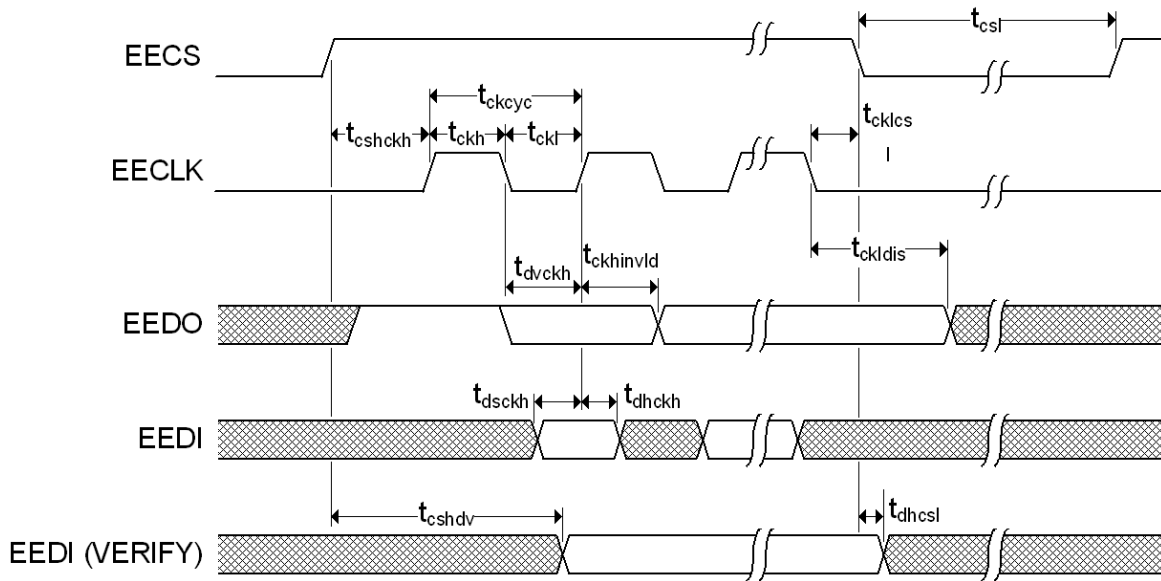 EECS
t_csl
t_ckcyc
t_cshckh t_ckh t_ckl
t_cklcs
l
EECLK
t_dvckh t_ckhinvld
t_ckldis
EEDO
t_dsckh t_dhckh
EEDI
t_cshdv
t_dhcsl
EEDI (VERIFY)